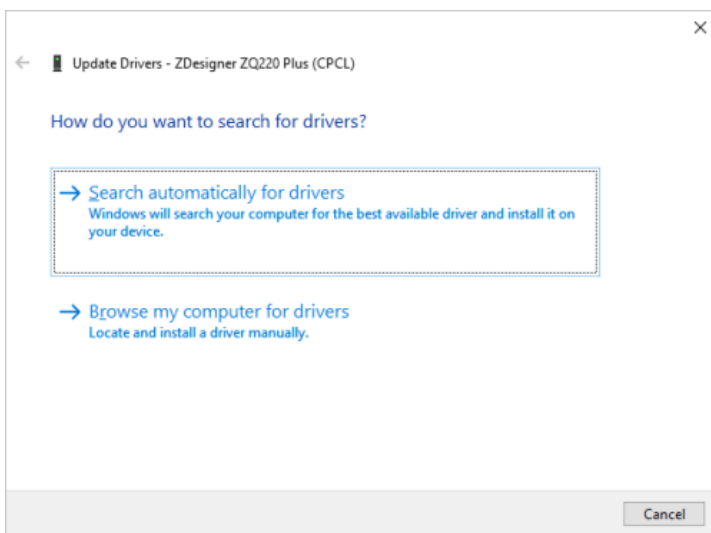 Update Drivers - ZDesigner ZQ220 Plus (CPCL)
How do you want to search for drivers?
Search automatically for drivers
Windows will search your computer for the best available driver and install it on
your device.
Browse my computer for drivers
Locate and install a driver manually.
Cancel